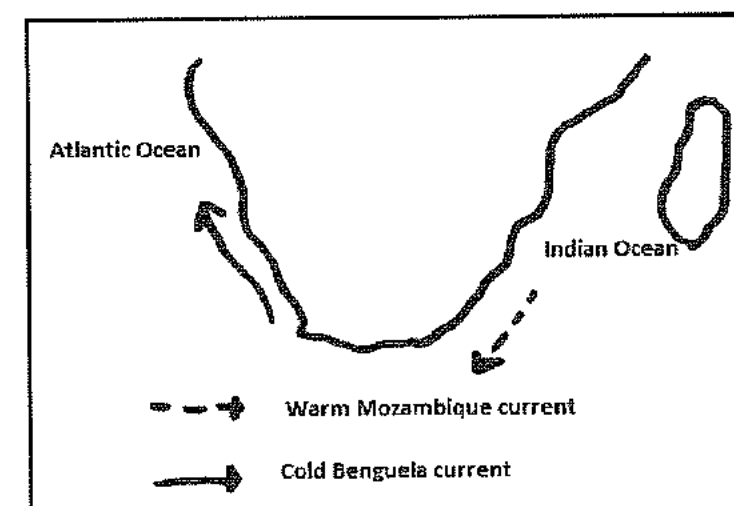 Atlantic Ocean
Indian Ocean
Warm Mozambique current
Cold Benguela current